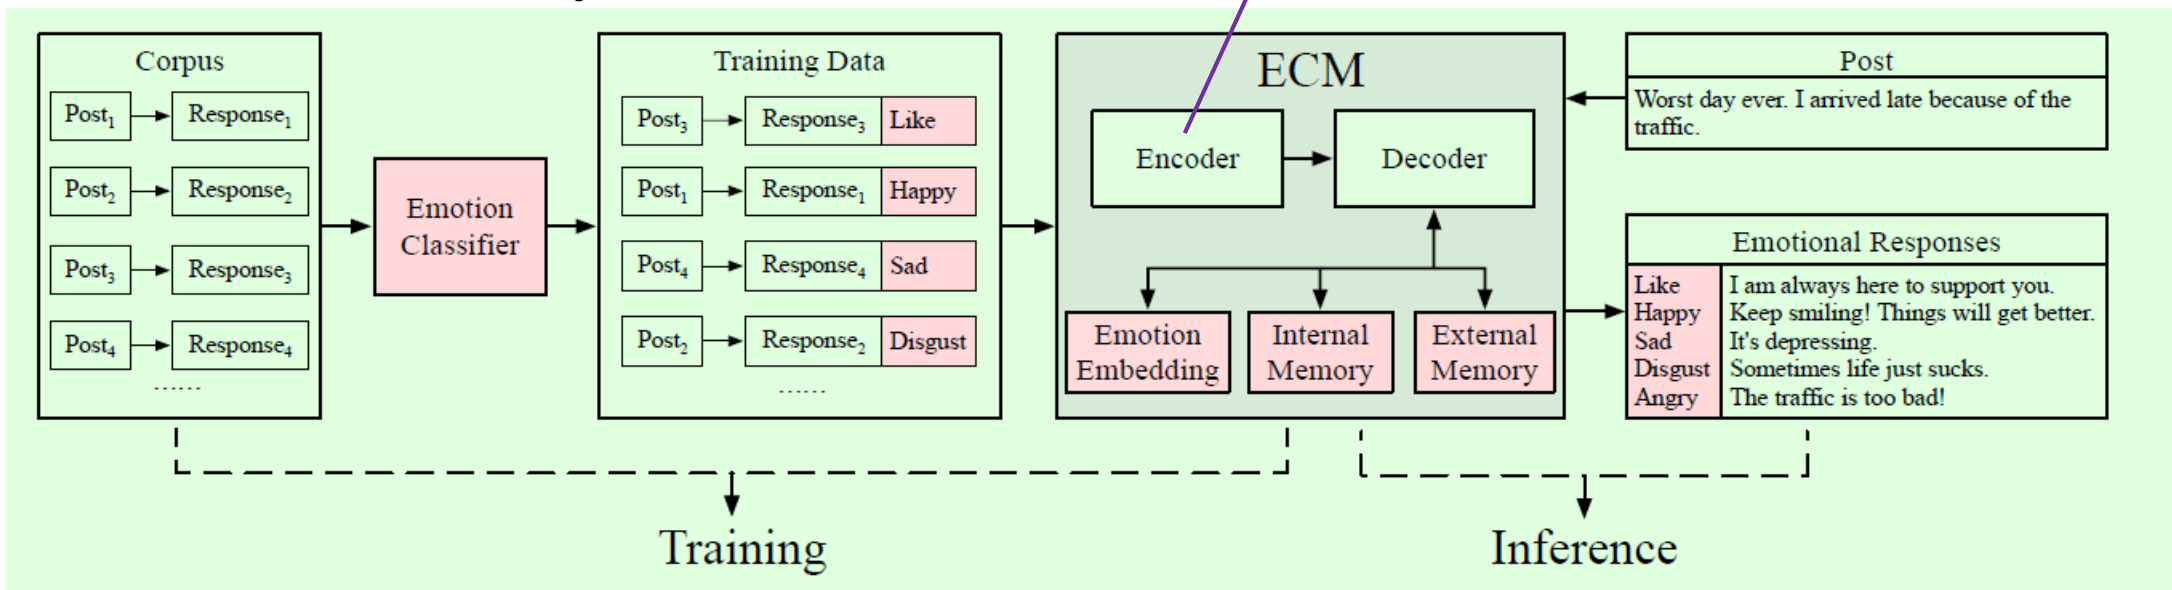 Corpus
Post1 Response1
Post2 Response2
Post3 Response3
Post4 Response4
......
Emotion
Classifier
Training Data
Post3 Response3 Like
Post1 Response1 Happy
Post4 Response4 Sad
Post2 Response2 Disgust
......
ECM
Encoder
Decoder
Emotion
Embedding
Internal
Memory
External
Memory
Post
Worst day ever. I arrived late because of the
traffic.
Emotional Responses
Like I am always here to support you.
Happy Keep smiling! Things will get better.
Sad It's depressing.
Disgust Sometimes life just sucks.
Angry The traffic is too bad!
Training
Inference